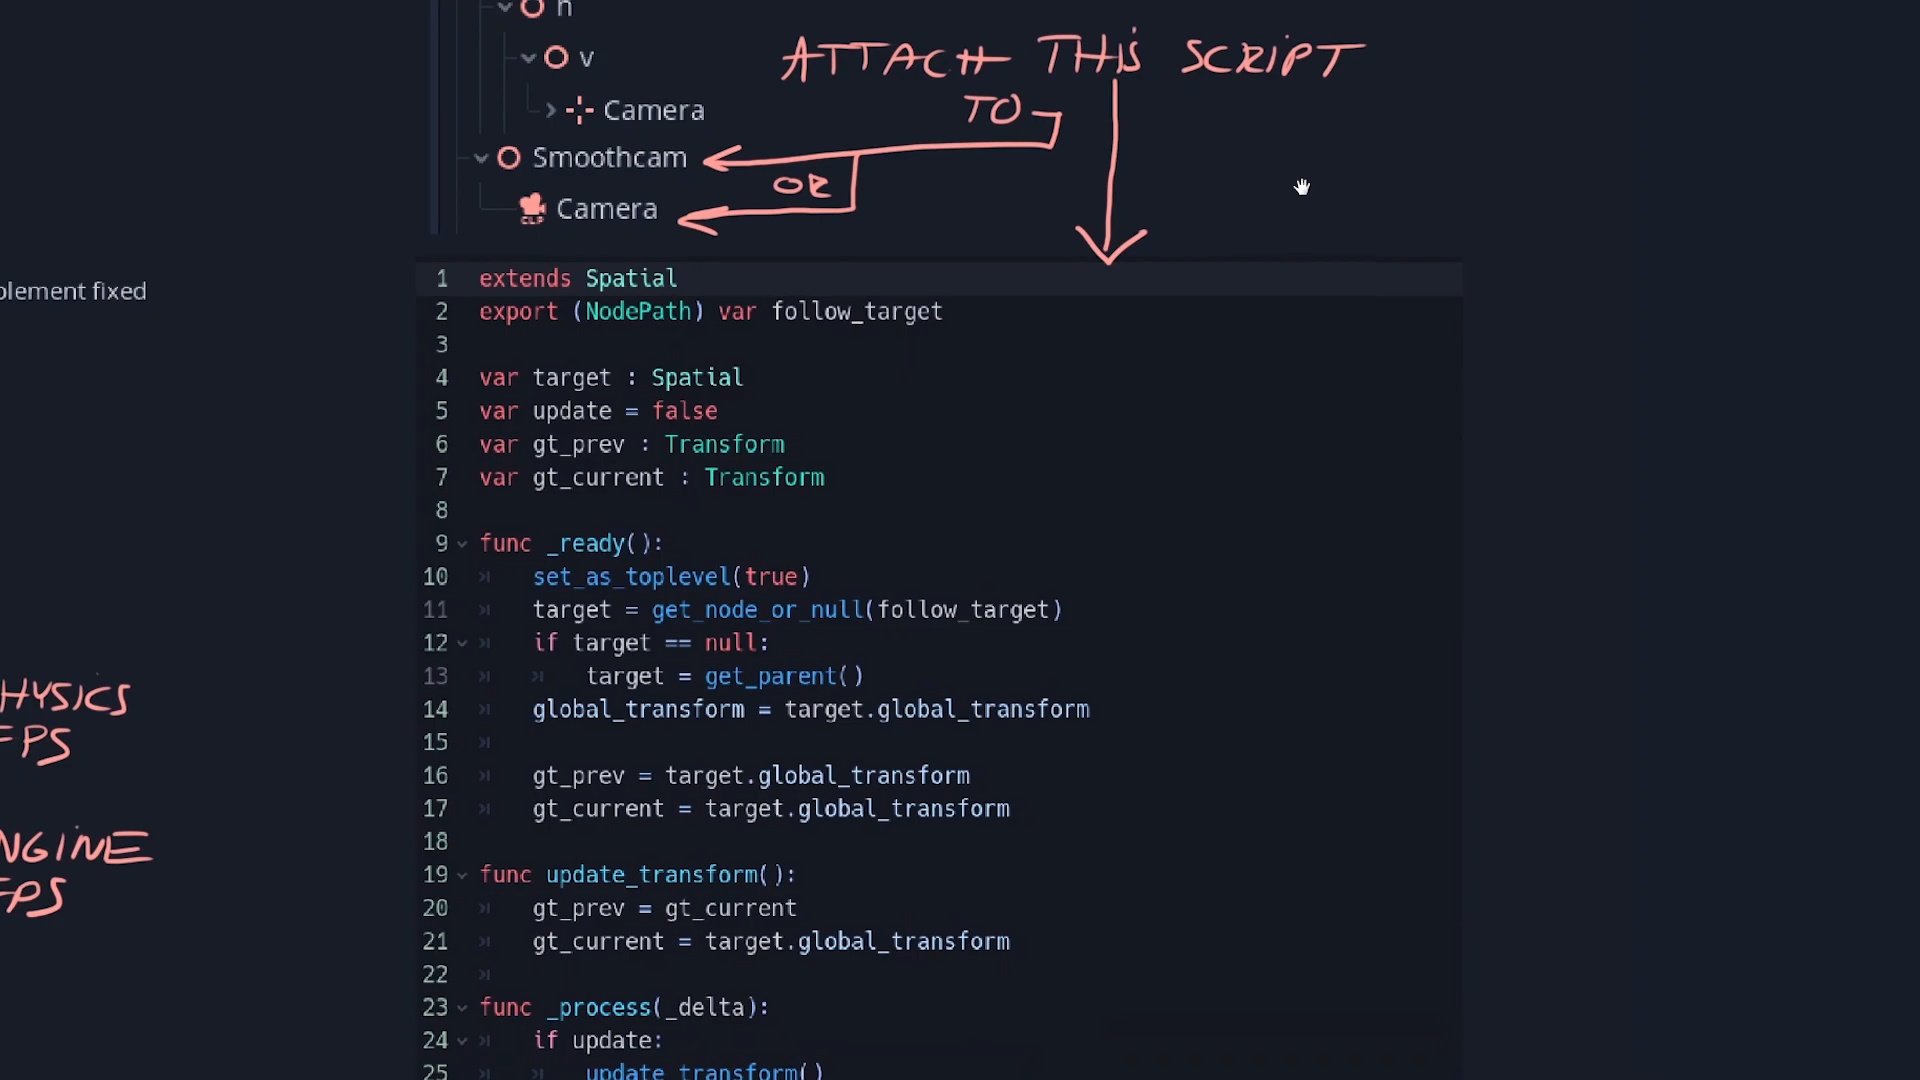 h
v
Camera
Smoothcam
Camera
ATTACH THIS SCRIPT
TO
OR
plement fixed
HYSICS
FPS
NGINE
FPS
1 extends Spatial
2 export (NodePath) var follow_target
3
4 var target : Spatial
5 var update = false
6 var gt_prev : Transform
7 var gt_current : Transform
8
9 func _ready():
10 set_as_toplevel(true)
11 target = get_node_or_null(follow_target)
12 if target == null:
13 target = get_parent()
14 global_transform = target.global_transform
15
16 gt_prev = target.global_transform
17 gt_current = target.global_transform
18
19 func update_transform():
20 gt_prev = gt_current
21 gt_current = target.global_transform
22
23 func _process(_delta):
24 if update:
25 update_transform()